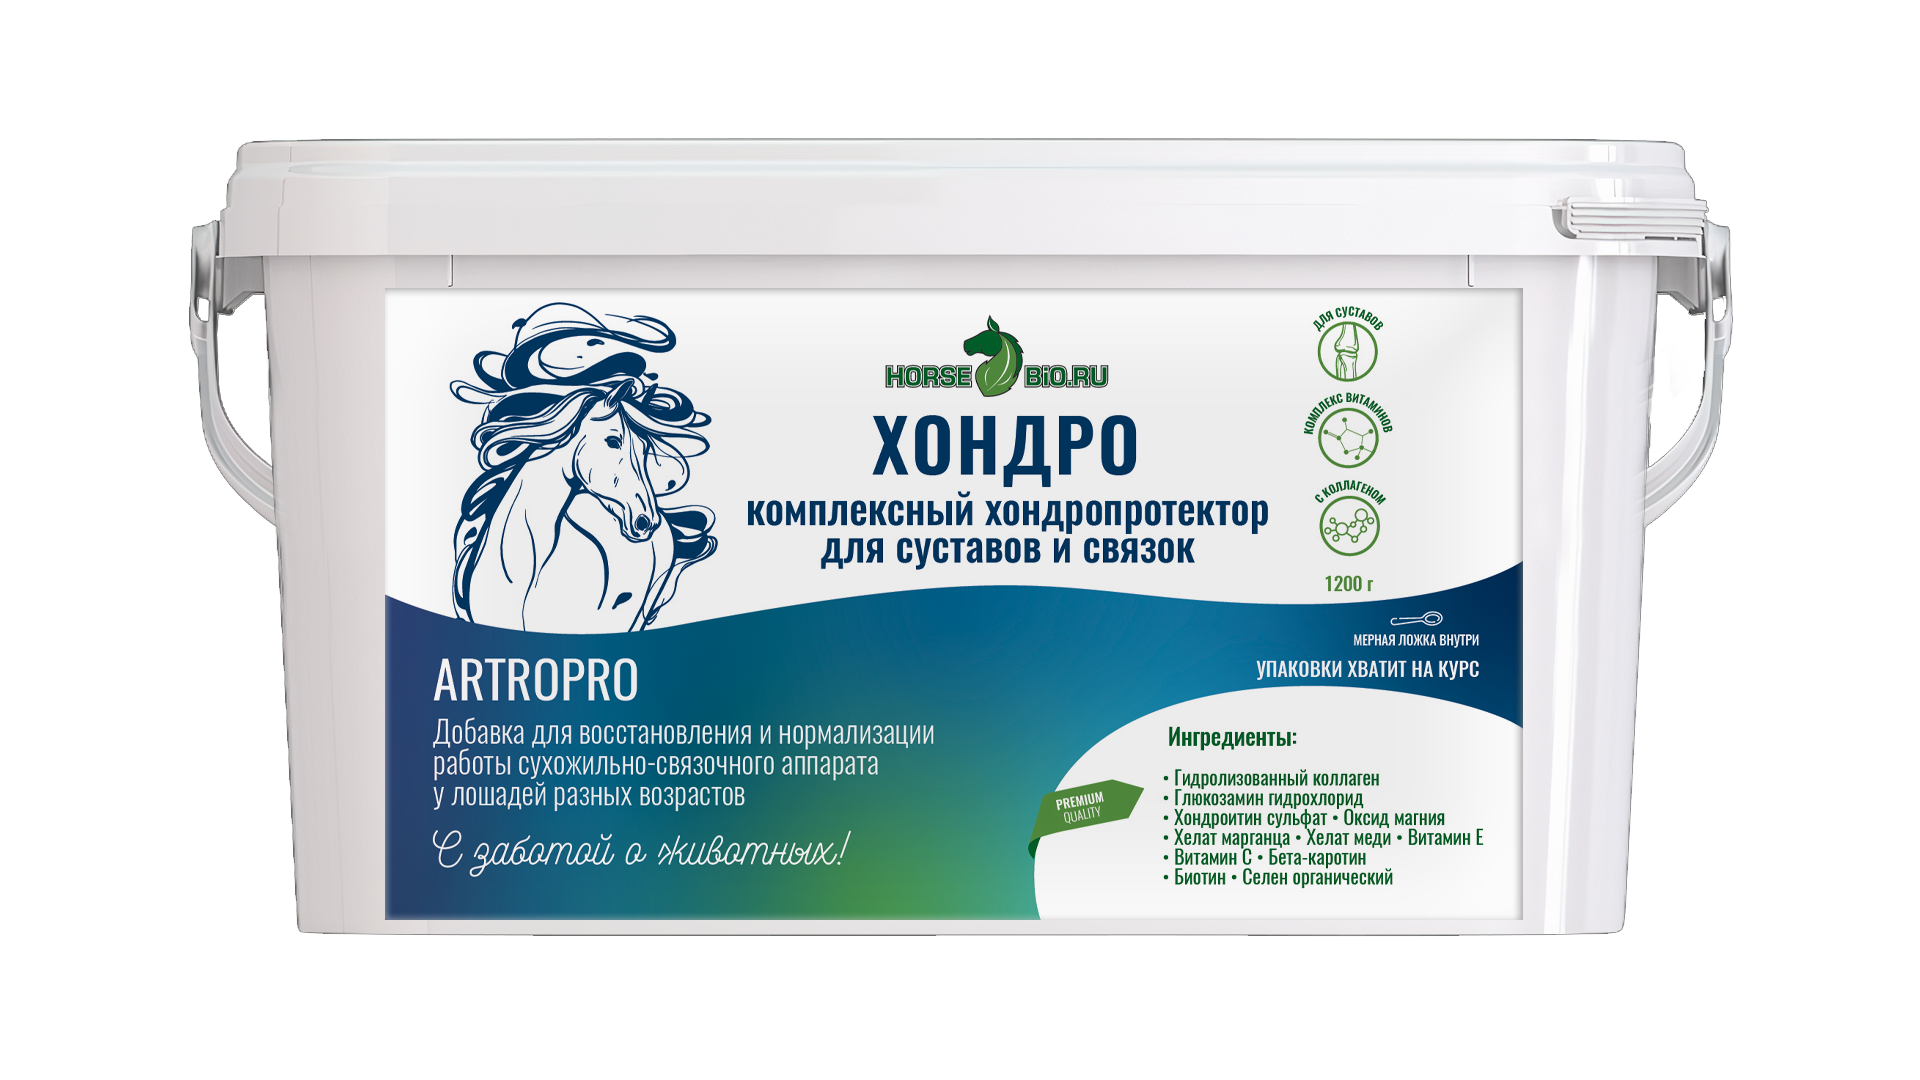 HORSE BIO.RU
ХОНДРО
комплексный хондропротектор
для суставов и связок
ДЛЯ СУСТАВОВ
КОМПЛЕКС ВИТАМИНОВ
С КОЛЛАГЕНОМ
1200 г
МЕРНАЯ ЛОЖКА ВНУТРИ
УПАКОВКИ ХВАТИТ НА КУРС
ARTROPRO
Добавка для восстановления и нормализации
работы сухожильно-связочного аппарата
у лошадей разных возрастов
С заботой о животных!
PREMIUM
QUALITY
Ингредиенты:
• Гидролизованный коллаген
• Глюкозамин гидрохлорид
• Хондроитин сульфат • Оксид магния
• Хелат марганца • Хелат меди • Витамин Е
• Витамин С • Бета-каротин
• Биотин • Селен органический